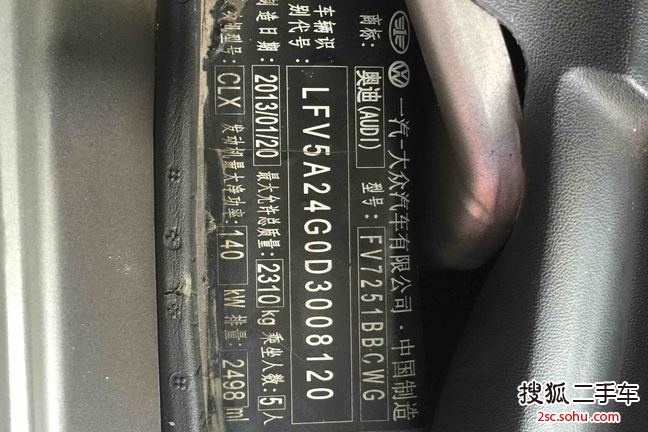 一汽-大众汽车有限公司·中国制造
商标: 奥迪(AUDI) 型号: FV7251BBCWG
车辆识别代号: LFV5A24G0D3008120
制造日期: 2013/01/20 最大允许总质量: 2310 kg 乘坐人数: 5人
发动机型号: CLX 发动机最大净功率: 140 kW 排量: 2498 ml
搜狐二手车
2sc.sohu.com